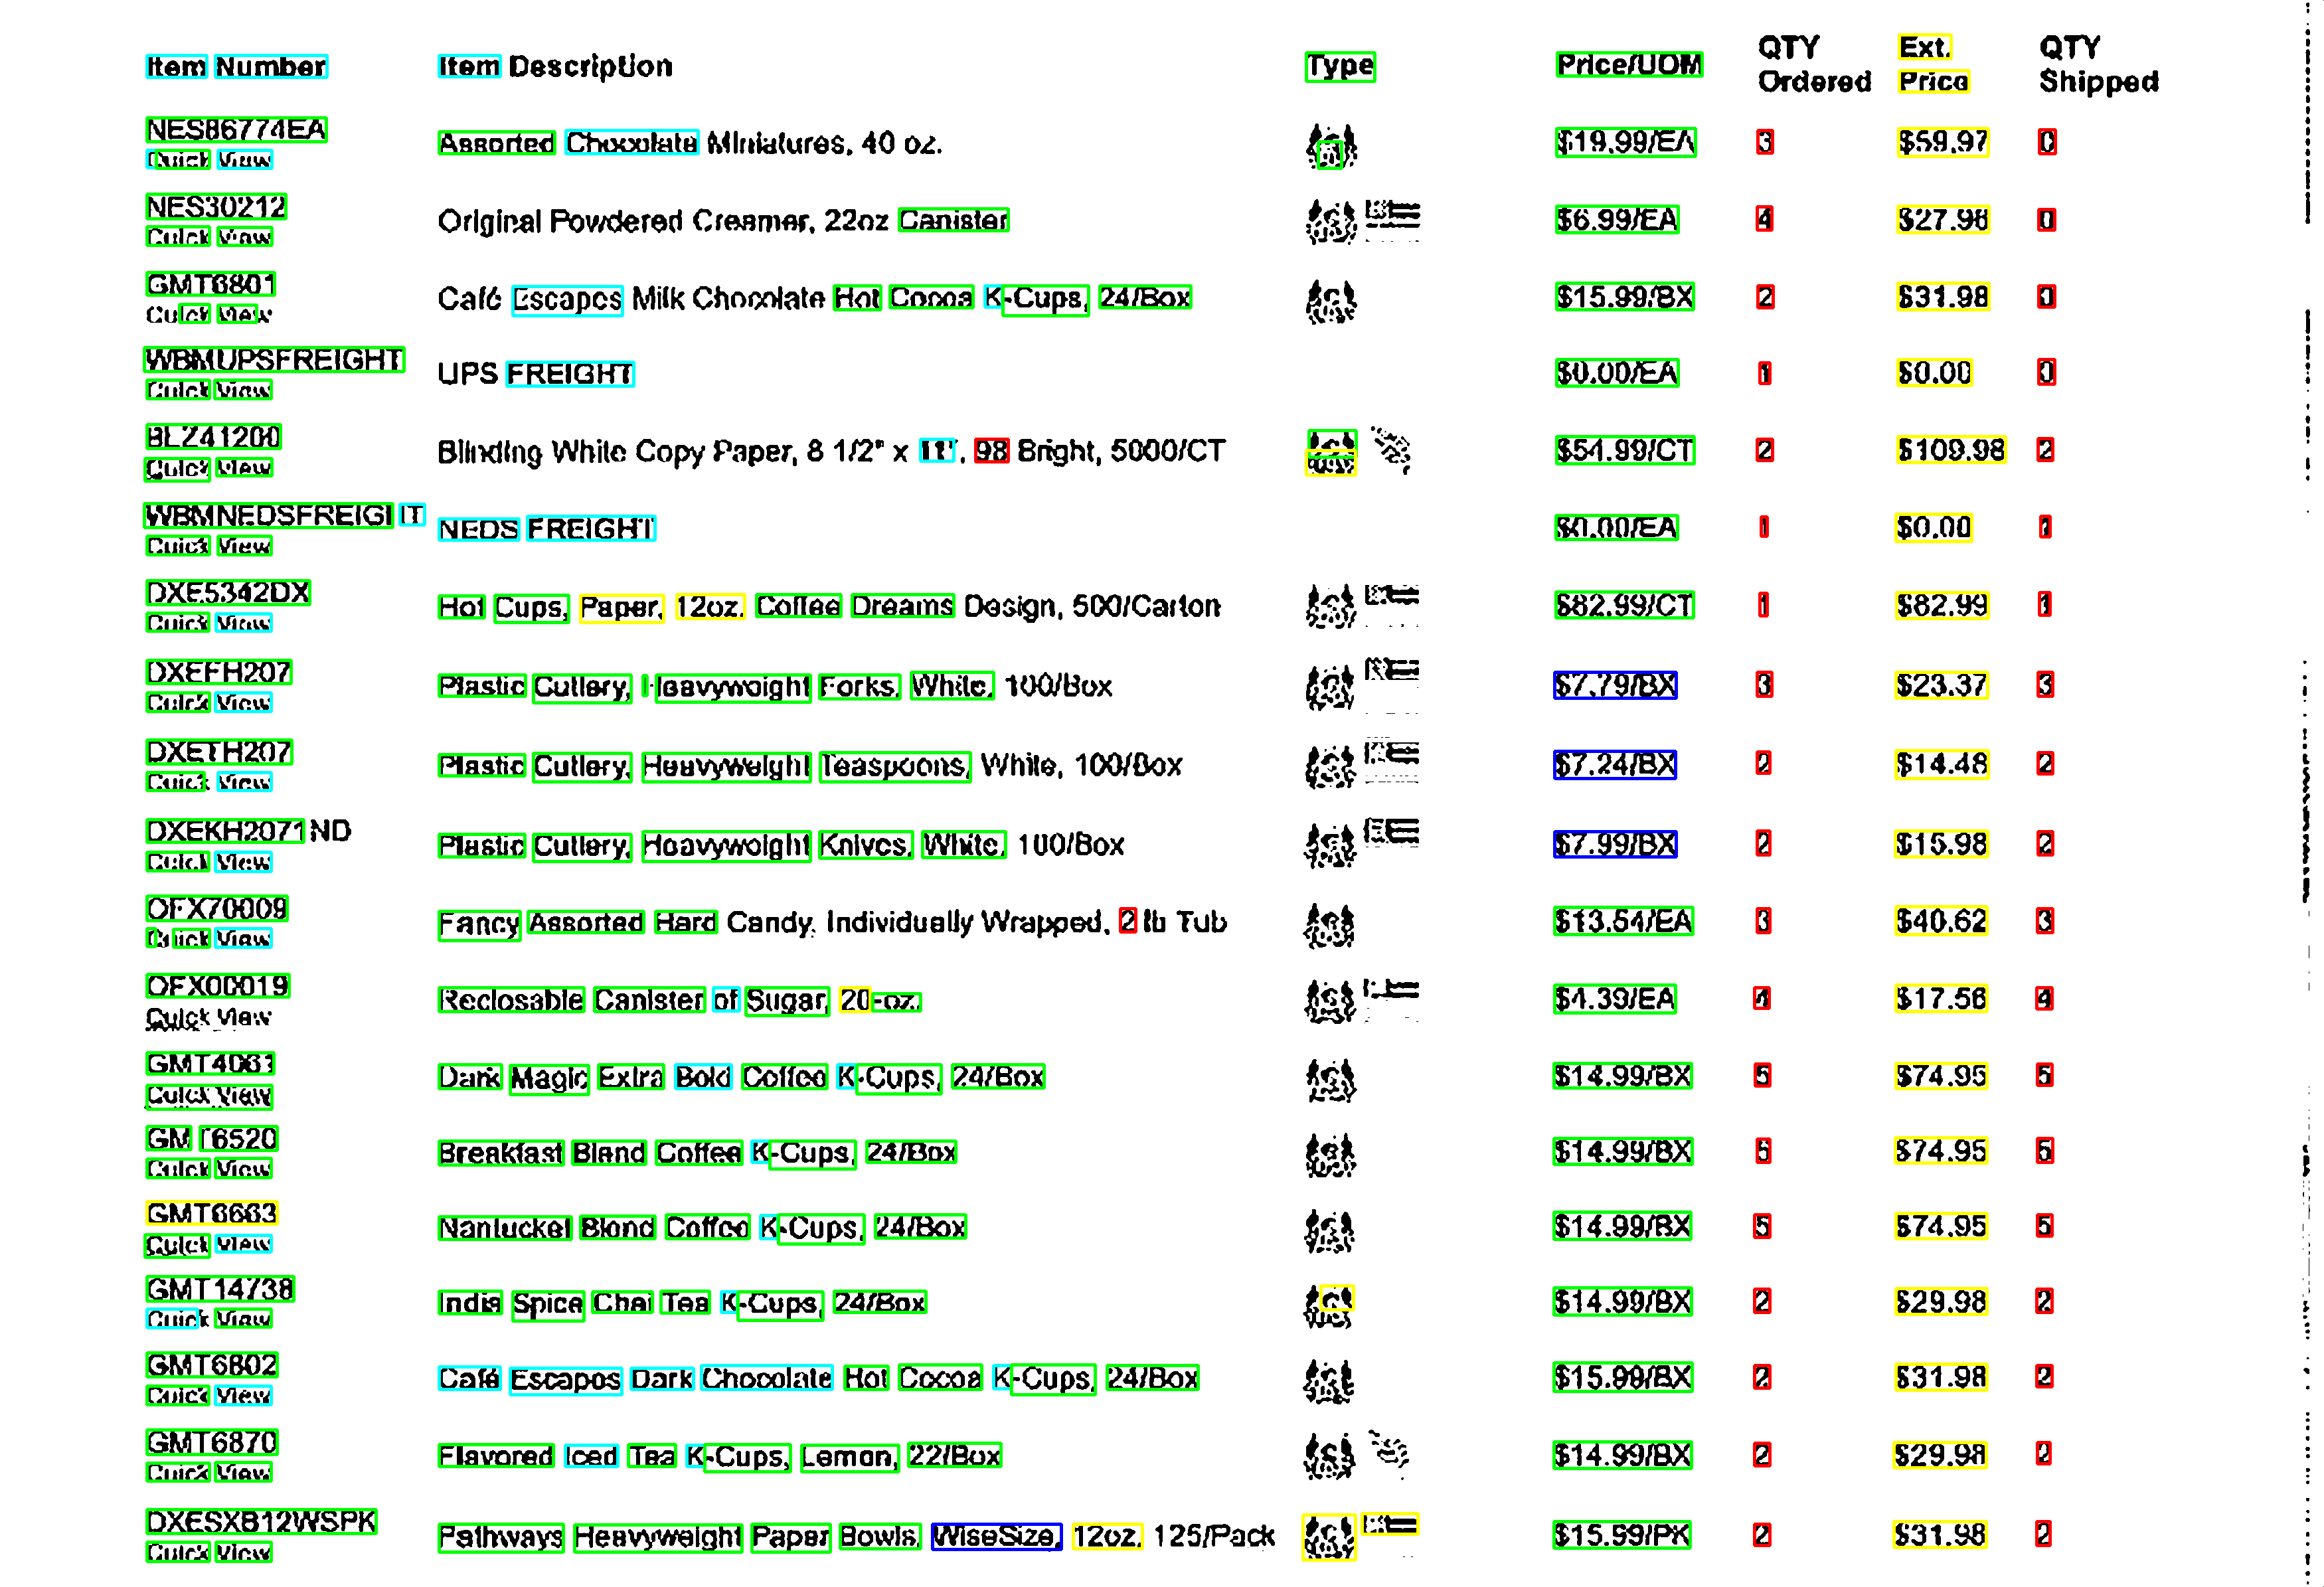 Item Number Item Description Type Price/UOM QTY Ordered Ext. Price QTY Shipped
NES86774EA Assorted Chocolate Miniatures, 40 oz. $19.99/EA 3 $59.97 0
Quick View
NES30212 Original Powdered Creamer, 22oz Canister $6.99/EA 4 $27.96 0
Quick View
GMT6801 Café Escapes Milk Chocolate Hot Cocoa K-Cups, 24/Box $15.99/BX 2 $31.98 0
Quick View
WBMUPSFREIGHT UPS FREIGHT $0.00/EA 1 $0.00 0
Quick View
BLZ41200 Blinding White Copy Paper, 8 1/2" x 11", 98 Bright, 5000/CT $54.99/CT 2 $109.98 2
Quick View
WBMNEDSFREIGHT NEDS FREIGHT $0.00/EA 1 $0.00 1
Quick View
DXE5342DX Hot Cups, Paper, 12oz. Coffee Dreams Design, 500/Carton $82.99/CT 1 $82.99 1
Quick View
DXEFH207 Plastic Cutlery, Heavyweight Forks, White, 100/Box $7.79/BX 3 $23.37 3
Quick View
DXETH207 Plastic Cutlery, Heavyweight Teaspoons, White, 100/Box $7.24/BX 2 $14.48 2
Quick View
DXEKH2071ND Plastic Cutlery, Heavyweight Knives, White, 100/Box $7.99/BX 2 $15.98 2
Quick View
OFX70009 Fancy Assorted Hard Candy, Individually Wrapped, 2 lb Tub $13.54/EA 3 $40.62 3
Quick View
OFX00019 Reclosable Canister of Sugar, 20-oz. $4.39/EA 4 $17.56 4
Quick View
GMT4061 Dark Magic Extra Bold Coffee K-Cups, 24/Box $14.99/BX 5 $74.95 5
Quick View
GMT6520 Breakfast Blend Coffee K-Cups, 24/Box $14.99/BX 5 $74.95 5
Quick View
GMT6663 Nantucket Blend Coffee K-Cups, 24/Box $14.99/BX 5 $74.95 5
Quick View
GMT14738 India Spice Chai Tea K-Cups, 24/Box $14.99/BX 2 $29.98 2
Quick View
GMT6802 Café Escapes Dark Chocolate Hot Cocoa K-Cups, 24/Box $15.99/BX 2 $31.98 2
Quick View
GMT6870 Flavored Iced Tea K-Cups, Lemon, 22/Box $14.99/BX 2 $29.98 2
Quick View
DXESXB12WSPK Pathways Heavyweight Paper Bowls, WiseSize, 12oz. 125/Pack $15.99/PK 2 $31.98 2
Quick View